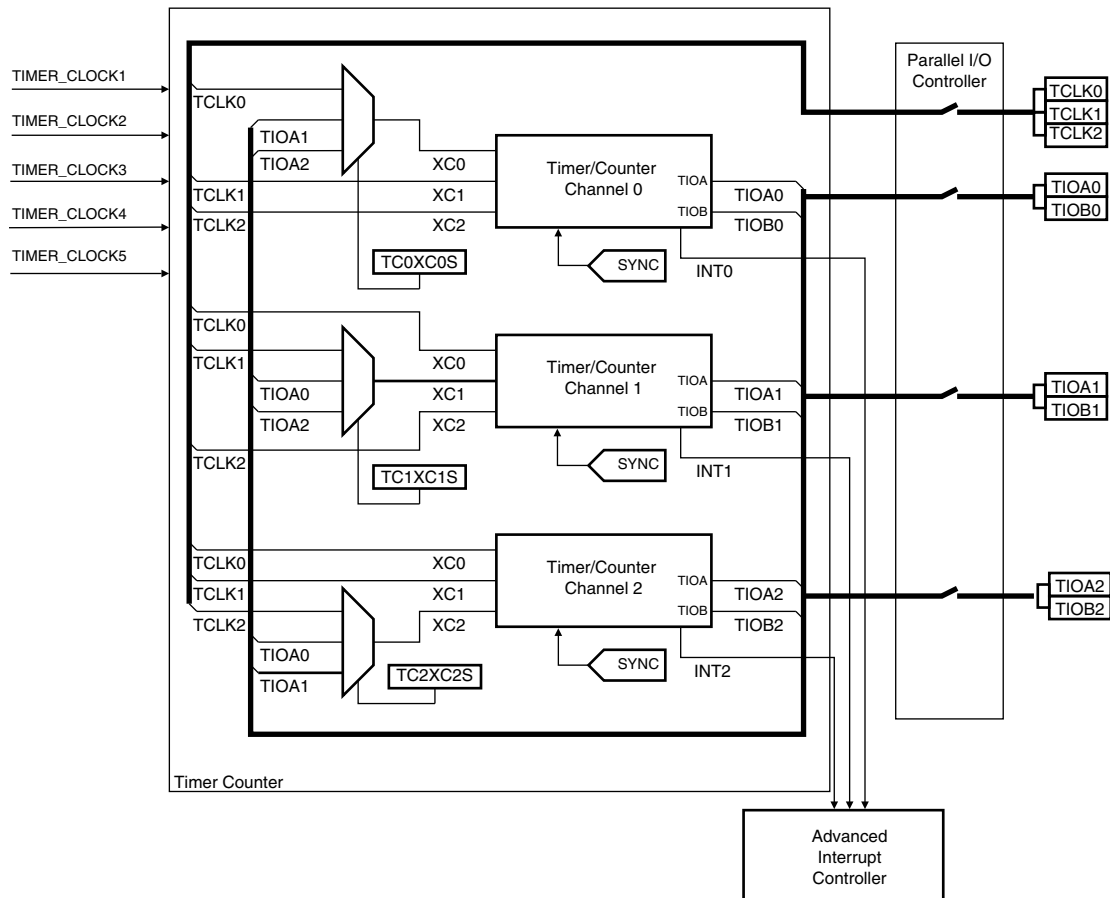 TIMER_CLOCK1
TIMER_CLOCK2
TIMER_CLOCK3
TIMER_CLOCK4
TIMER_CLOCK5
TCLK0
TIOA1
TIOA2
TCLK1
TCLK2
XC0
XC1
XC2
TC0XC0S
Timer/Counter
Channel 0
TIOA
TIOB
TIOA0
TIOB0
SYNC
INT0
TCLK0
TCLK1
TIOA0
TIOA2
TCLK2
XC0
XC1
XC2
TC1XC1S
Timer/Counter
Channel 1
TIOA
TIOB
TIOA1
TIOB1
SYNC
INT1
TCLK0
TCLK1
TCLK2
TIOA0
TIOA1
XC0
XC1
XC2
TC2XC2S
Timer/Counter
Channel 2
TIOA
TIOB
TIOA2
TIOB2
SYNC
INT2
Timer Counter
Parallel I/O
Controller
TCLK0
TCLK1
TCLK2
TIOA0
TIOB0
TIOA1
TIOB1
TIOA2
TIOB2
Advanced
Interrupt
Controller